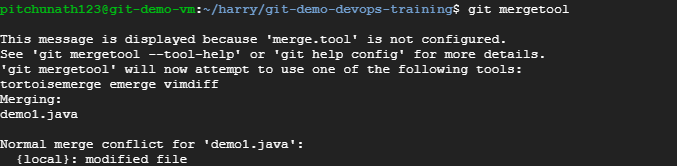 pitchunath123@git-demo-vm:~/harry/git-demo-devops-training$ git mergetool
This message is displayed because 'merge.tool' is not configured.
See 'git mergetool --tool-help' or 'git help config' for more details.
'git mergetool' will now attempt to use one of the following tools:
tortoisemerge emerge vimdiff
Merging:
demo1.java
Normal merge conflict for 'demo1.java':
  {local}: modified file